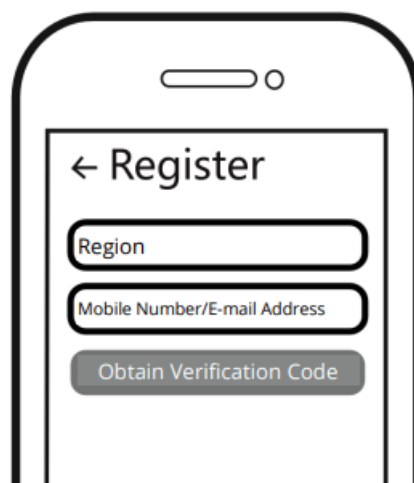 ← Register
Region
Mobile Number/E-mail Address
Obtain Verification Code